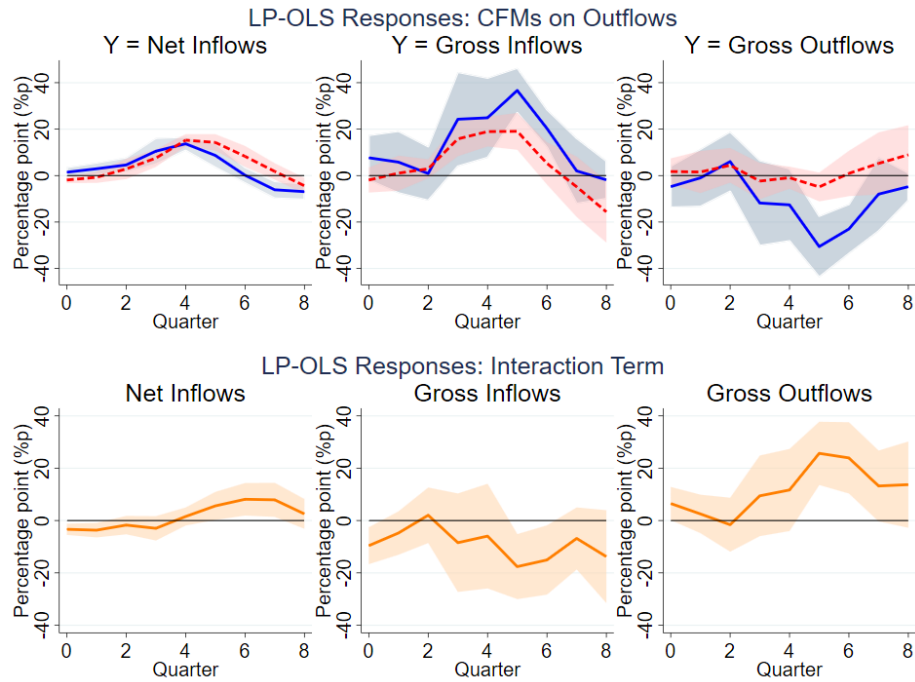 LP-OLS Responses: CFMs on Outflows
Y = Net Inflows
Y = Gross Inflows
Y = Gross Outflows
Percentage point (%p)
40
20
0
-20
-40
0 2 4 6 8
Quarter
Percentage point (%p)
40
20
0
-20
-40
0 2 4 6 8
Quarter
Percentage point (%p)
40
20
0
-20
-40
0 2 4 6 8
Quarter
LP-OLS Responses: Interaction Term
Net Inflows
Gross Inflows
Gross Outflows
Percentage point (%p)
40
20
0
-20
-40
0 2 4 6 8
Quarter
Percentage point (%p)
40
20
0
-20
-40
0 2 4 6 8
Quarter
Percentage point (%p)
40
20
0
-20
-40
0 2 4 6 8
Quarter